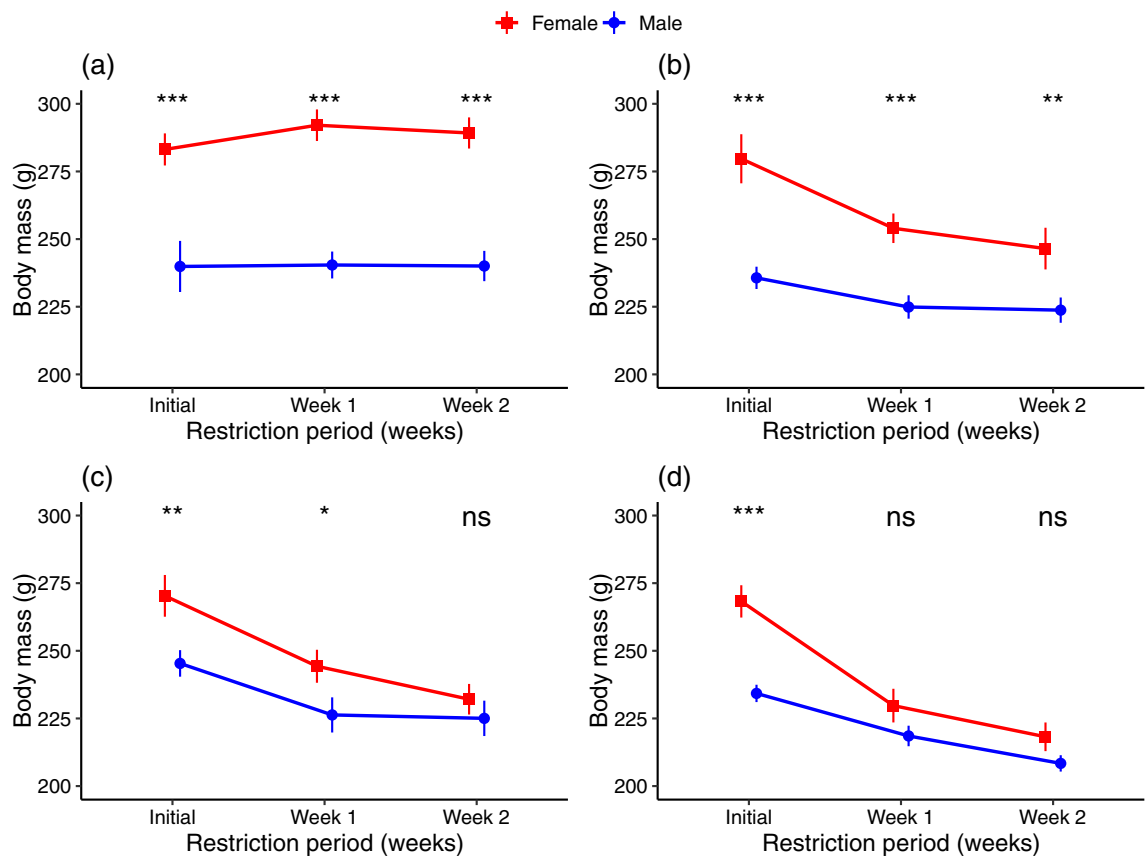 Female Male
(a)
*** *** ***
300
275
250
225
200
Body mass (g)
Initial Week 1 Week 2
Restriction period (weeks)
(b)
*** *** **
300
275
250
225
200
Body mass (g)
Initial Week 1 Week 2
Restriction period (weeks)
(c)
** * ns
300
275
250
225
200
Body mass (g)
Initial Week 1 Week 2
Restriction period (weeks)
(d)
*** ns ns
300
275
250
225
200
Body mass (g)
Initial Week 1 Week 2
Restriction period (weeks)